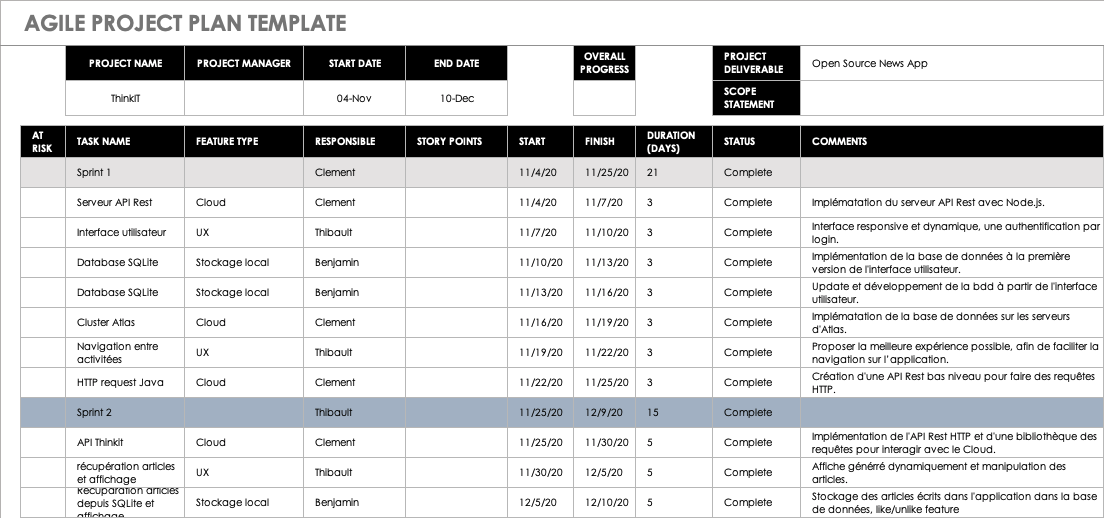 AGILE PROJECT PLAN TEMPLATE
PROJECT NAME PROJECT MANAGER START DATE END DATE OVERALL PROGRESS PROJECT DELIVERABLE Open Source News App
ThinkIT 04-Nov 10-Dec SCOPE STATEMENT
AT RISK TASK NAME FEATURE TYPE RESPONSIBLE STORY POINTS START FINISH DURATION (DAYS) STATUS COMMENTS
Sprint 1 Clement 11/4/20 11/25/20 21 Complete
Serveur API Rest Cloud Clement 11/4/20 11/7/20 3 Complete Implématation du serveur API Rest avec Node.js.
Interface utilisateur UX Thibault 11/7/20 11/10/20 3 Complete Interface responsive et dynamique, une authentification par login.
Database SQLite Stockage local Benjamin 11/10/20 11/13/20 3 Complete Implémentation de la base de données à la première version de l'interface utilisateur.
Database SQLite Stockage local Benjamin 11/13/20 11/16/20 3 Complete Update et développement de la bdd à partir de l'interface utilisateur.
Cluster Atlas Cloud Clement 11/16/20 11/19/20 3 Complete Implématation de la base de données sur les serveurs d'Atlas.
Navigation entre activitées UX Thibault 11/19/20 11/22/20 3 Complete Proposer la meilleure expérience possible, afin de faciliter la navigation sur l'application.
HTTP request Java Cloud Clement 11/22/20 11/25/20 3 Complete Création d'une API Rest bas niveau pour faire des requêtes HTTP.
Sprint 2 Thibault 11/25/20 12/9/20 15 Complete
API Thinkit Cloud Clement 11/25/20 11/30/20 5 Complete Implémentation de l'API Rest HTTP et d'une bibliothèque des requêtes pour interagir avec le Cloud.
récupération articles et affichage UX Thibault 11/30/20 12/5/20 5 Complete Affiche générré dynamiquement et manipulation des articles.
Récupàration articles depuis SQLite et affichage Stockage local Benjamin 12/5/20 12/10/20 5 Complete Stockage des articles écrits dans l'application dans la base de données, like/unlike feature